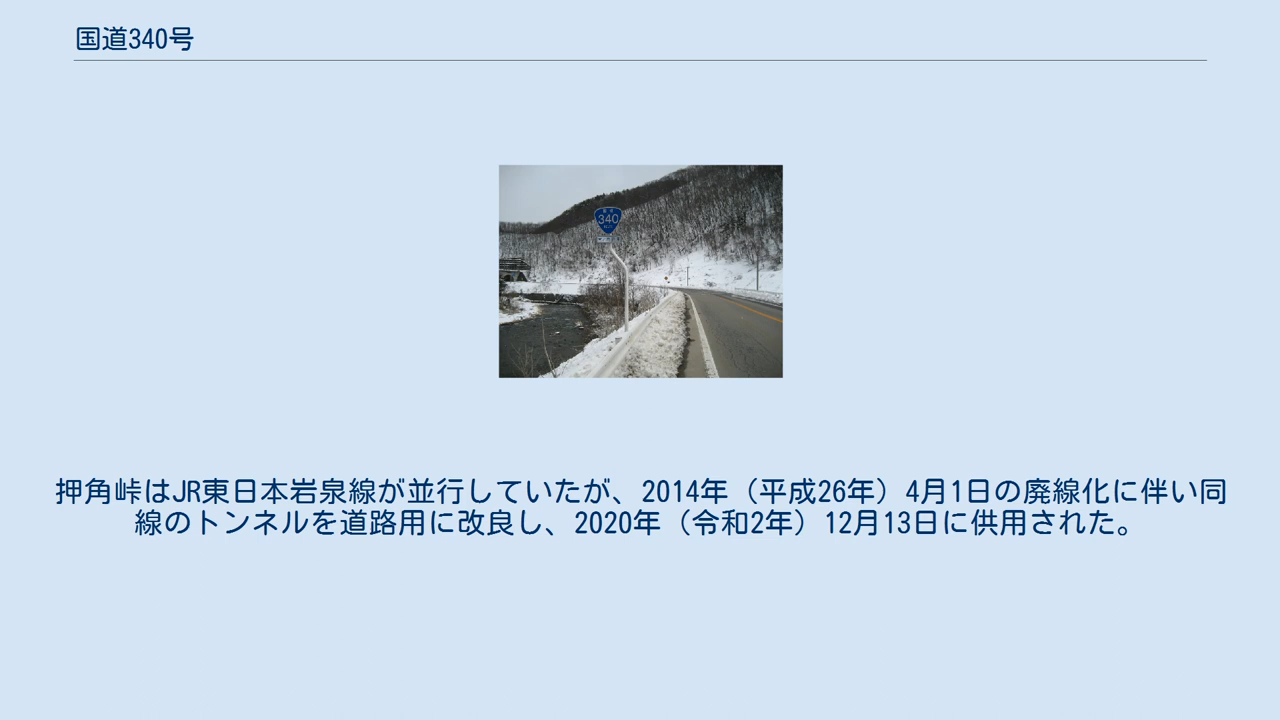 国道340号
340
押角峠はJR東日本岩泉線が並行していたが、2014年（平成26年）4月1日の廃線化に伴い同
線のトンネルを道路用に改良し、2020年（令和2年）12月13日に供用された。